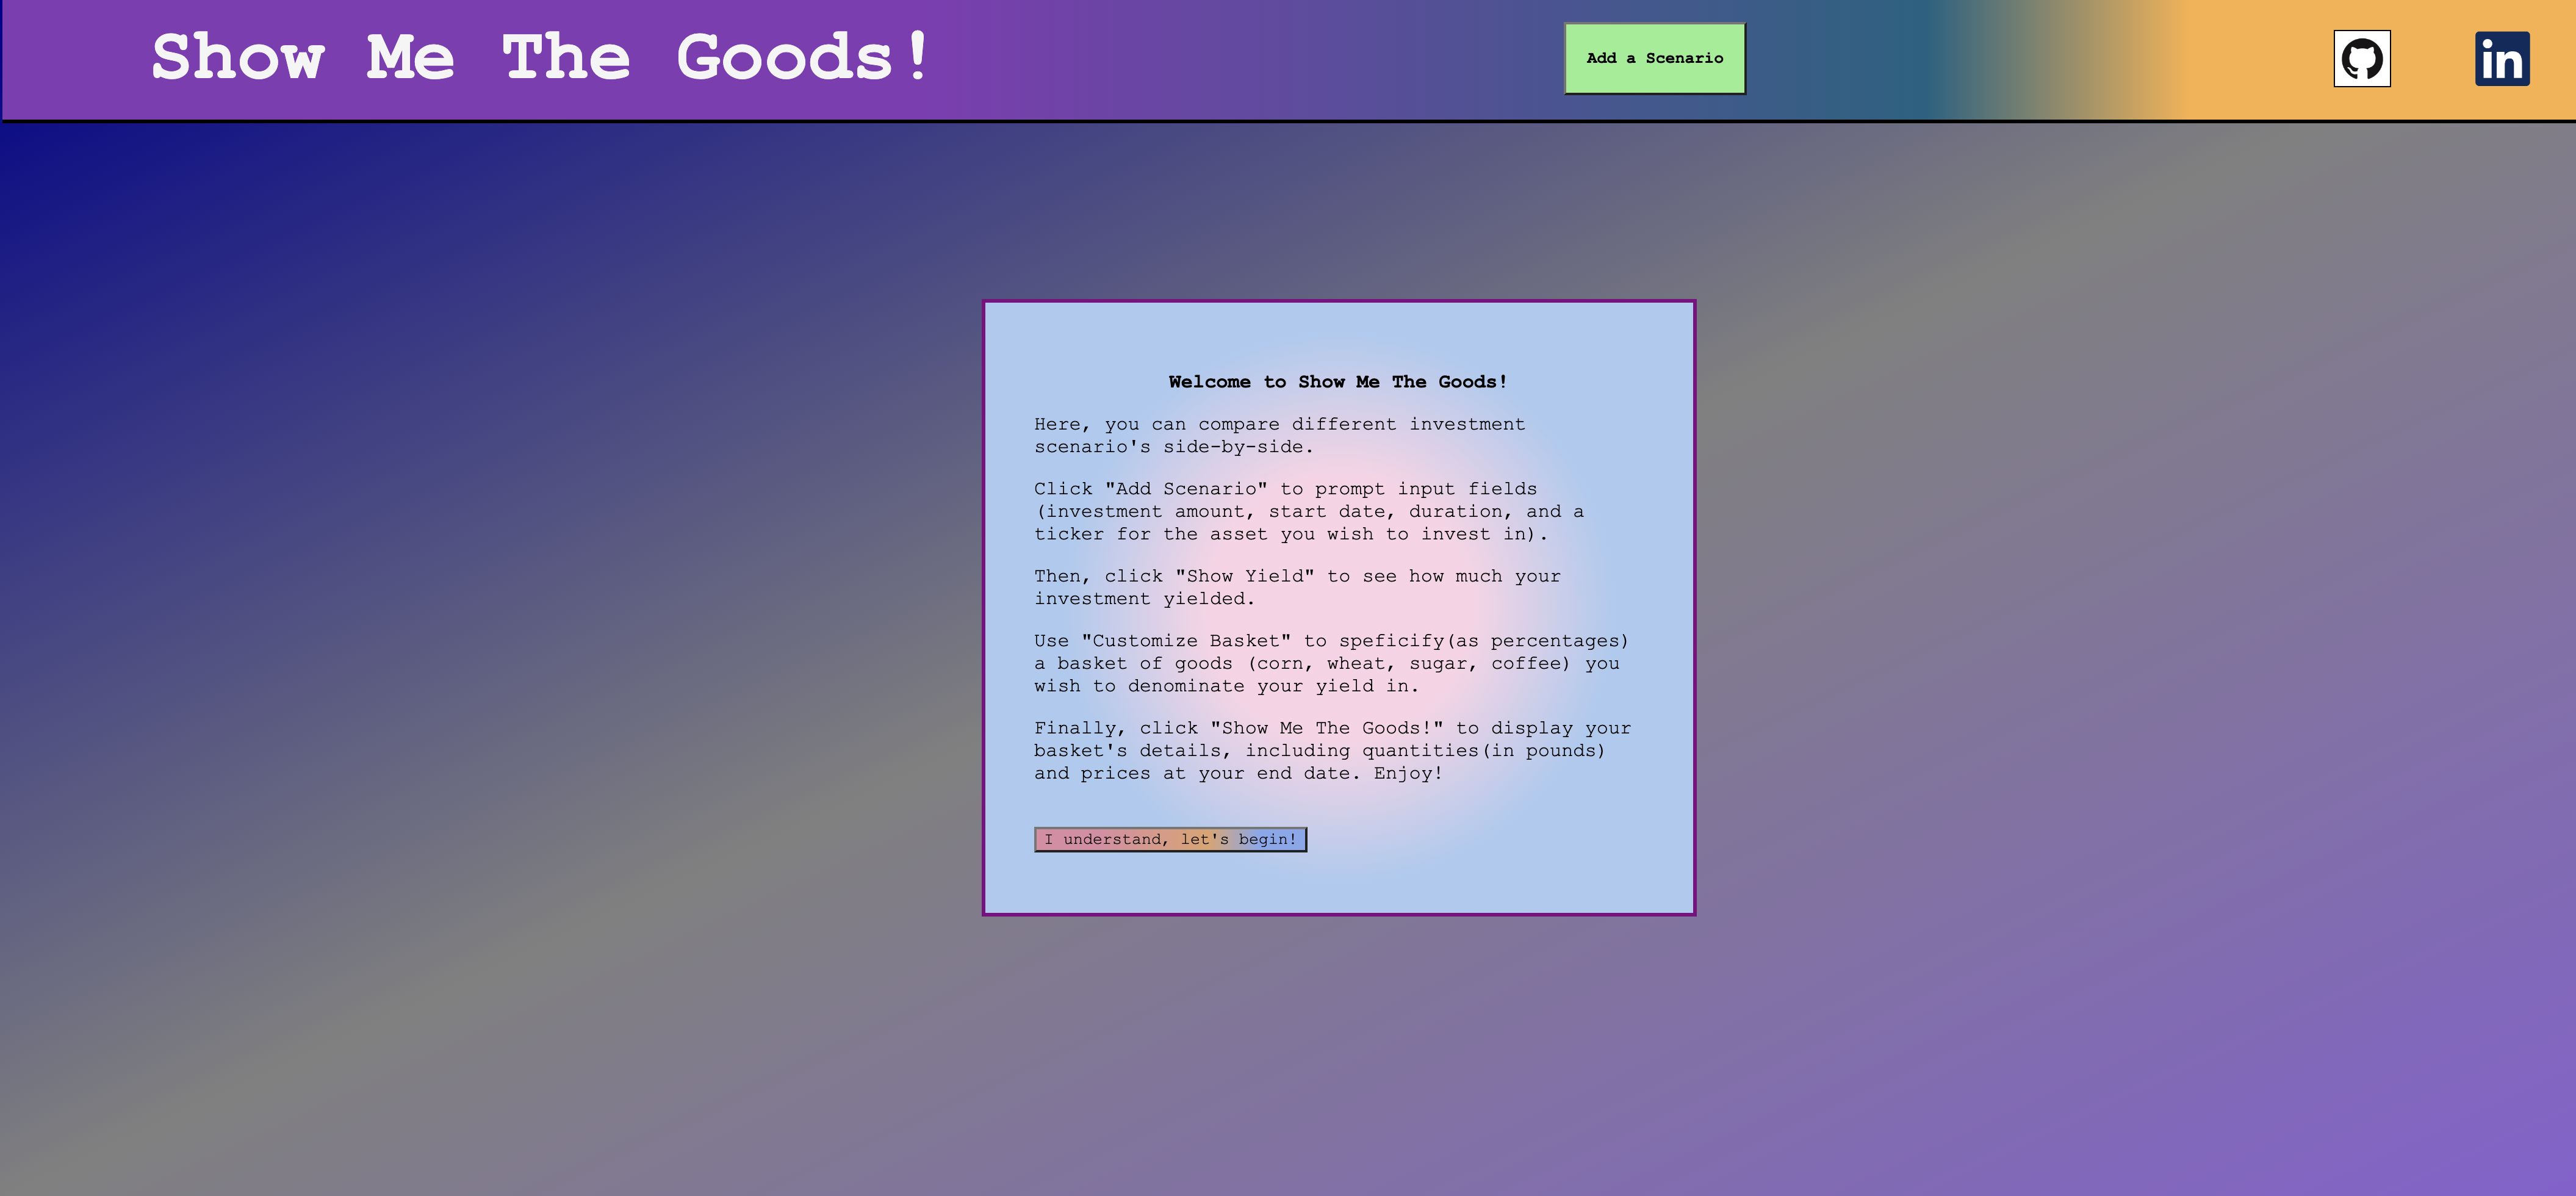 Show Me The Goods!
Add a Scenario
in
Welcome to Show Me The Goods!
Here, you can compare different investment
scenario's side-by-side.
Click "Add Scenario" to prompt input fields
(investment amount, start date, duration, and a
ticker for the asset you wish to invest in).
Then, click "Show Yield" to see how much your
investment yielded.
Use "Customize Basket" to speficify(as percentages)
a basket of goods (corn, wheat, sugar, coffee) you
wish to denominate your yield in.
Finally, click "Show Me The Goods!" to display your
basket's details, including quantities(in pounds)
and prices at your end date. Enjoy!
I understand, let's begin!